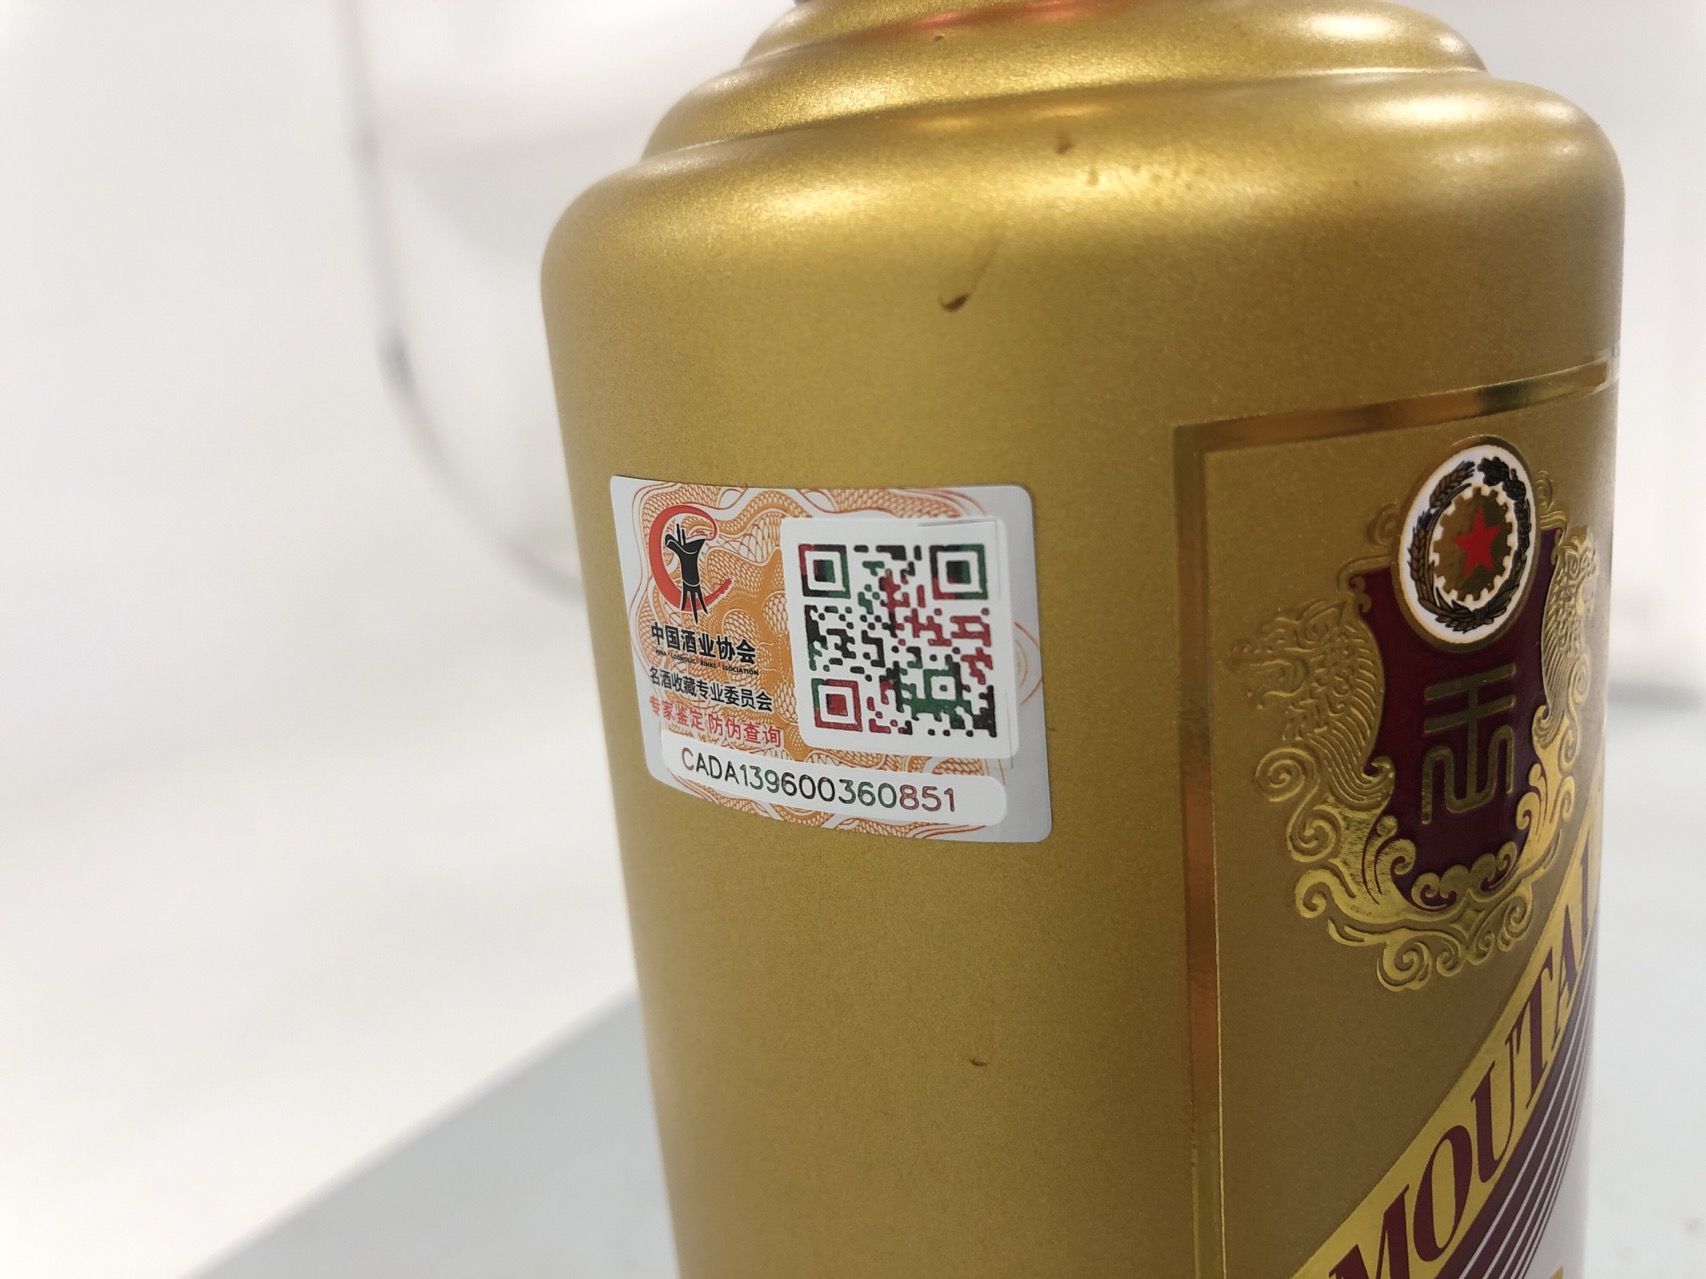 中国酒业协会
名酒收藏专业委员会
专家鉴定 防伪查询
CADA139600360851
MOUTAI